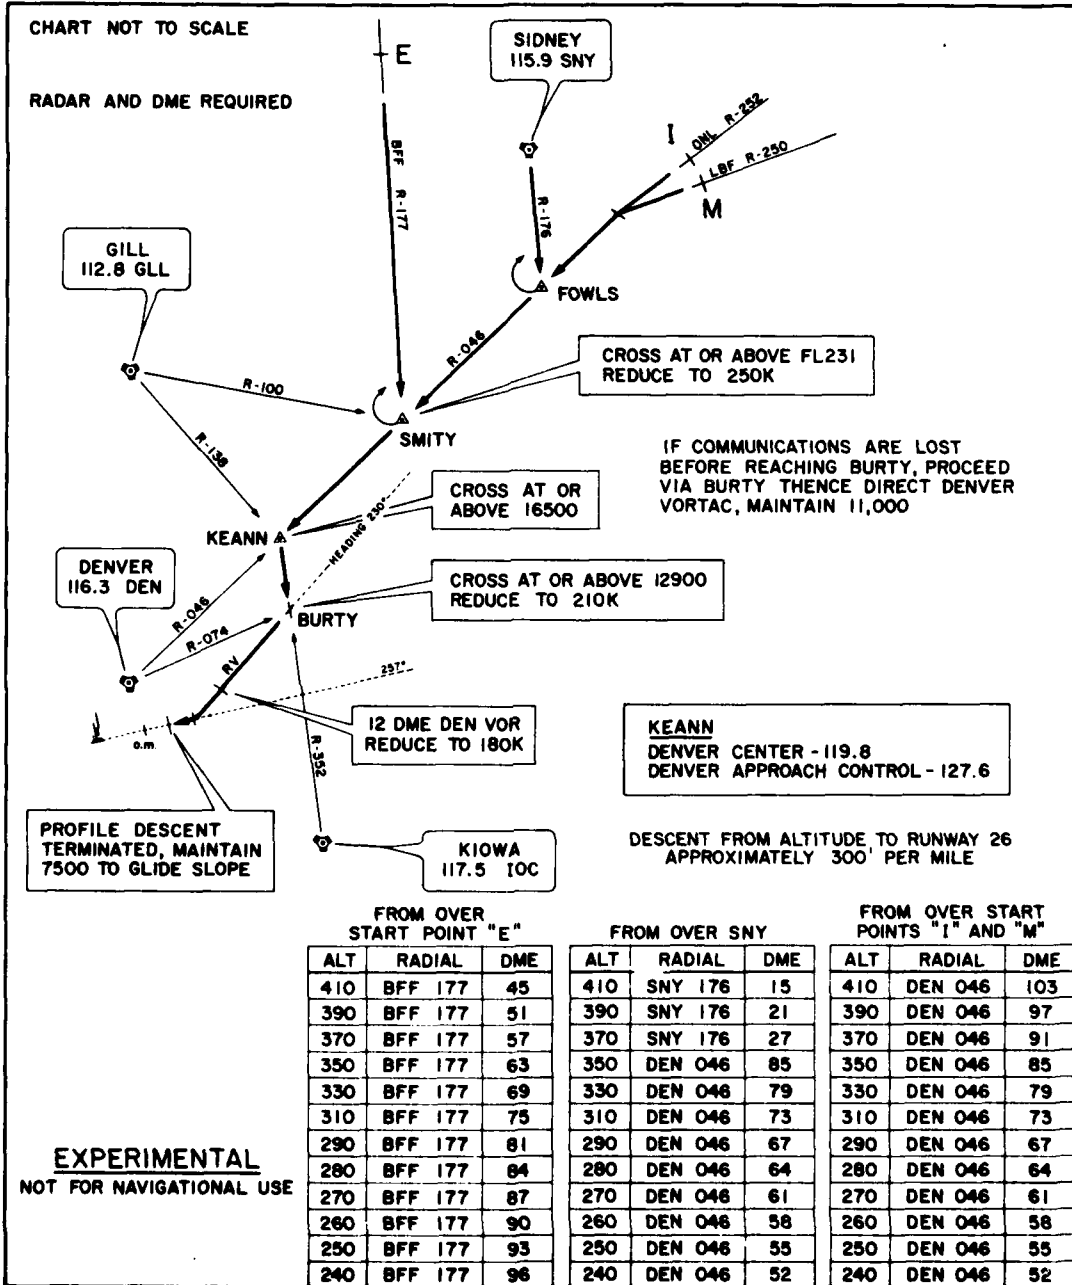 CHART NOT TO SCALE
RADAR AND DME REQUIRED
E
SIDNEY
115.9 SNY
BFF R-177
R-176
I
ONL R-252
LBF R-250
M
GILL
112.8 GLL
FOWLS
R-046
CROSS AT OR ABOVE FL231
REDUCE TO 250K
R-100
R-138
SMITY
IF COMMUNICATIONS ARE LOST
BEFORE REACHING BURTY, PROCEED
VIA BURTY THENCE DIRECT DENVER
VORTAC, MAINTAIN 11,000
CROSS AT OR
ABOVE 16500
KEANN
HEADING 230°
DENVER
116.3 DEN
CROSS AT OR ABOVE 12900
REDUCE TO 210K
R-046
R-074
BURTY
RV
257°
o.m.
12 DME DEN VOR
REDUCE TO 180K
R-352
KEANN
DENVER CENTER - 119.8
DENVER APPROACH CONTROL - 127.6
PROFILE DESCENT
TERMINATED, MAINTAIN
7500 TO GLIDE SLOPE
KIOWA
117.5 IOC
DESCENT FROM ALTITUDE TO RUNWAY 26
APPROXIMATELY 300' PER MILE
FROM OVER
START POINT "E"
ALT RADIAL DME
410 BFF 177 45
390 BFF 177 51
370 BFF 177 57
350 BFF 177 63
330 BFF 177 69
310 BFF 177 75
290 BFF 177 81
280 BFF 177 84
270 BFF 177 87
260 BFF 177 90
250 BFF 177 93
240 BFF 177 96
FROM OVER SNY
ALT RADIAL DME
410 SNY 176 15
390 SNY 176 21
370 SNY 176 27
350 DEN 046 85
330 DEN 046 79
310 DEN 046 73
290 DEN 046 67
280 DEN 046 64
270 DEN 046 61
260 DEN 046 58
250 DEN 046 55
240 DEN 046 52
FROM OVER START
POINTS "I" AND "M"
ALT RADIAL DME
410 DEN 046 103
390 DEN 046 97
370 DEN 046 91
350 DEN 046 85
330 DEN 046 79
310 DEN 046 73
290 DEN 046 67
280 DEN 046 64
270 DEN 046 61
260 DEN 046 58
250 DEN 046 55
240 DEN 046 52
EXPERIMENTAL
NOT FOR NAVIGATIONAL USE